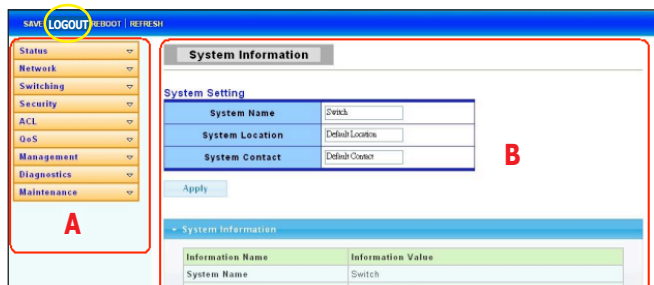 SAVE LOGOUT REBOOT | REFRESH
Status
Network
Switching
Security
ACL
QoS
Management
Diagnostics
Maintenance
A
System Information
System Setting
System Name Switch
System Location Default Location
System Contact Default Contact
Apply
B
System Information
Information Name Information Value
System Name Switch